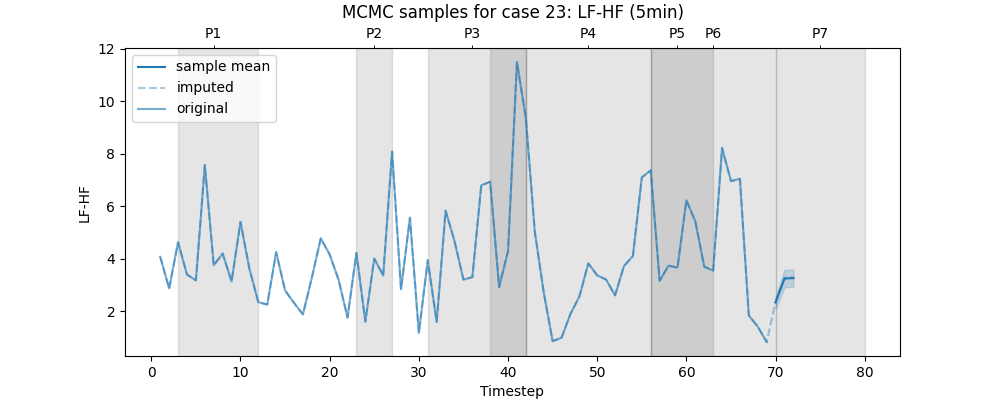 MCMC samples for case 23: LF-HF (5min)
P1 P2 P3 P4 P5 P6 P7
sample mean
imputed
original
12
10
8
6
4
2
LF-HF
0 10 20 30 40 50 60 70 80
Timestep